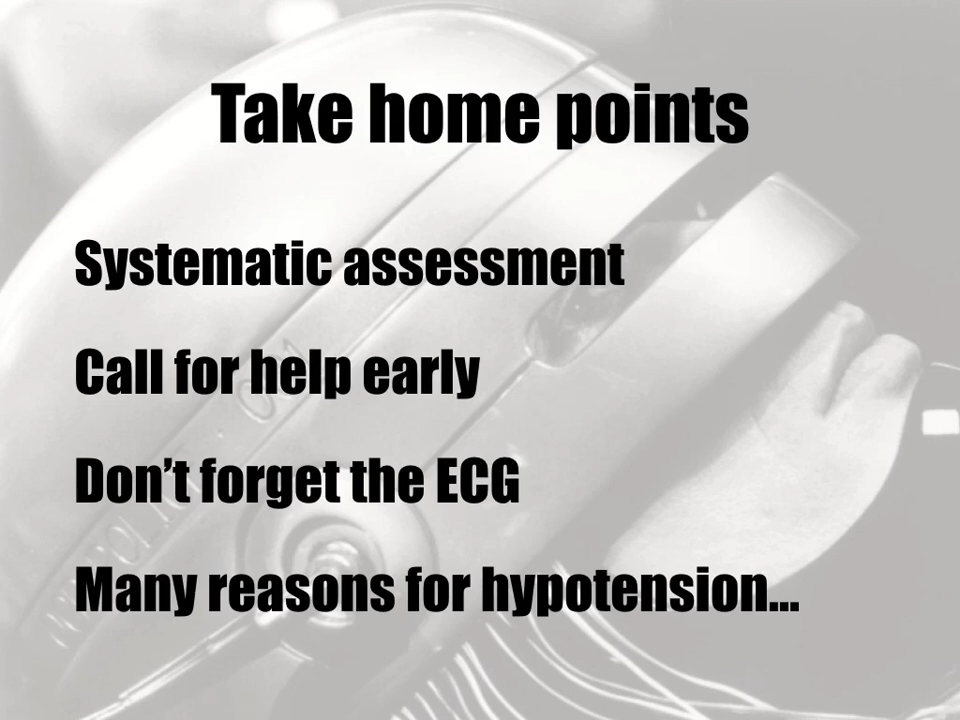 Take home points
Systematic assessment
Call for help early
Don’t forget the ECG
Many reasons for hypotension...